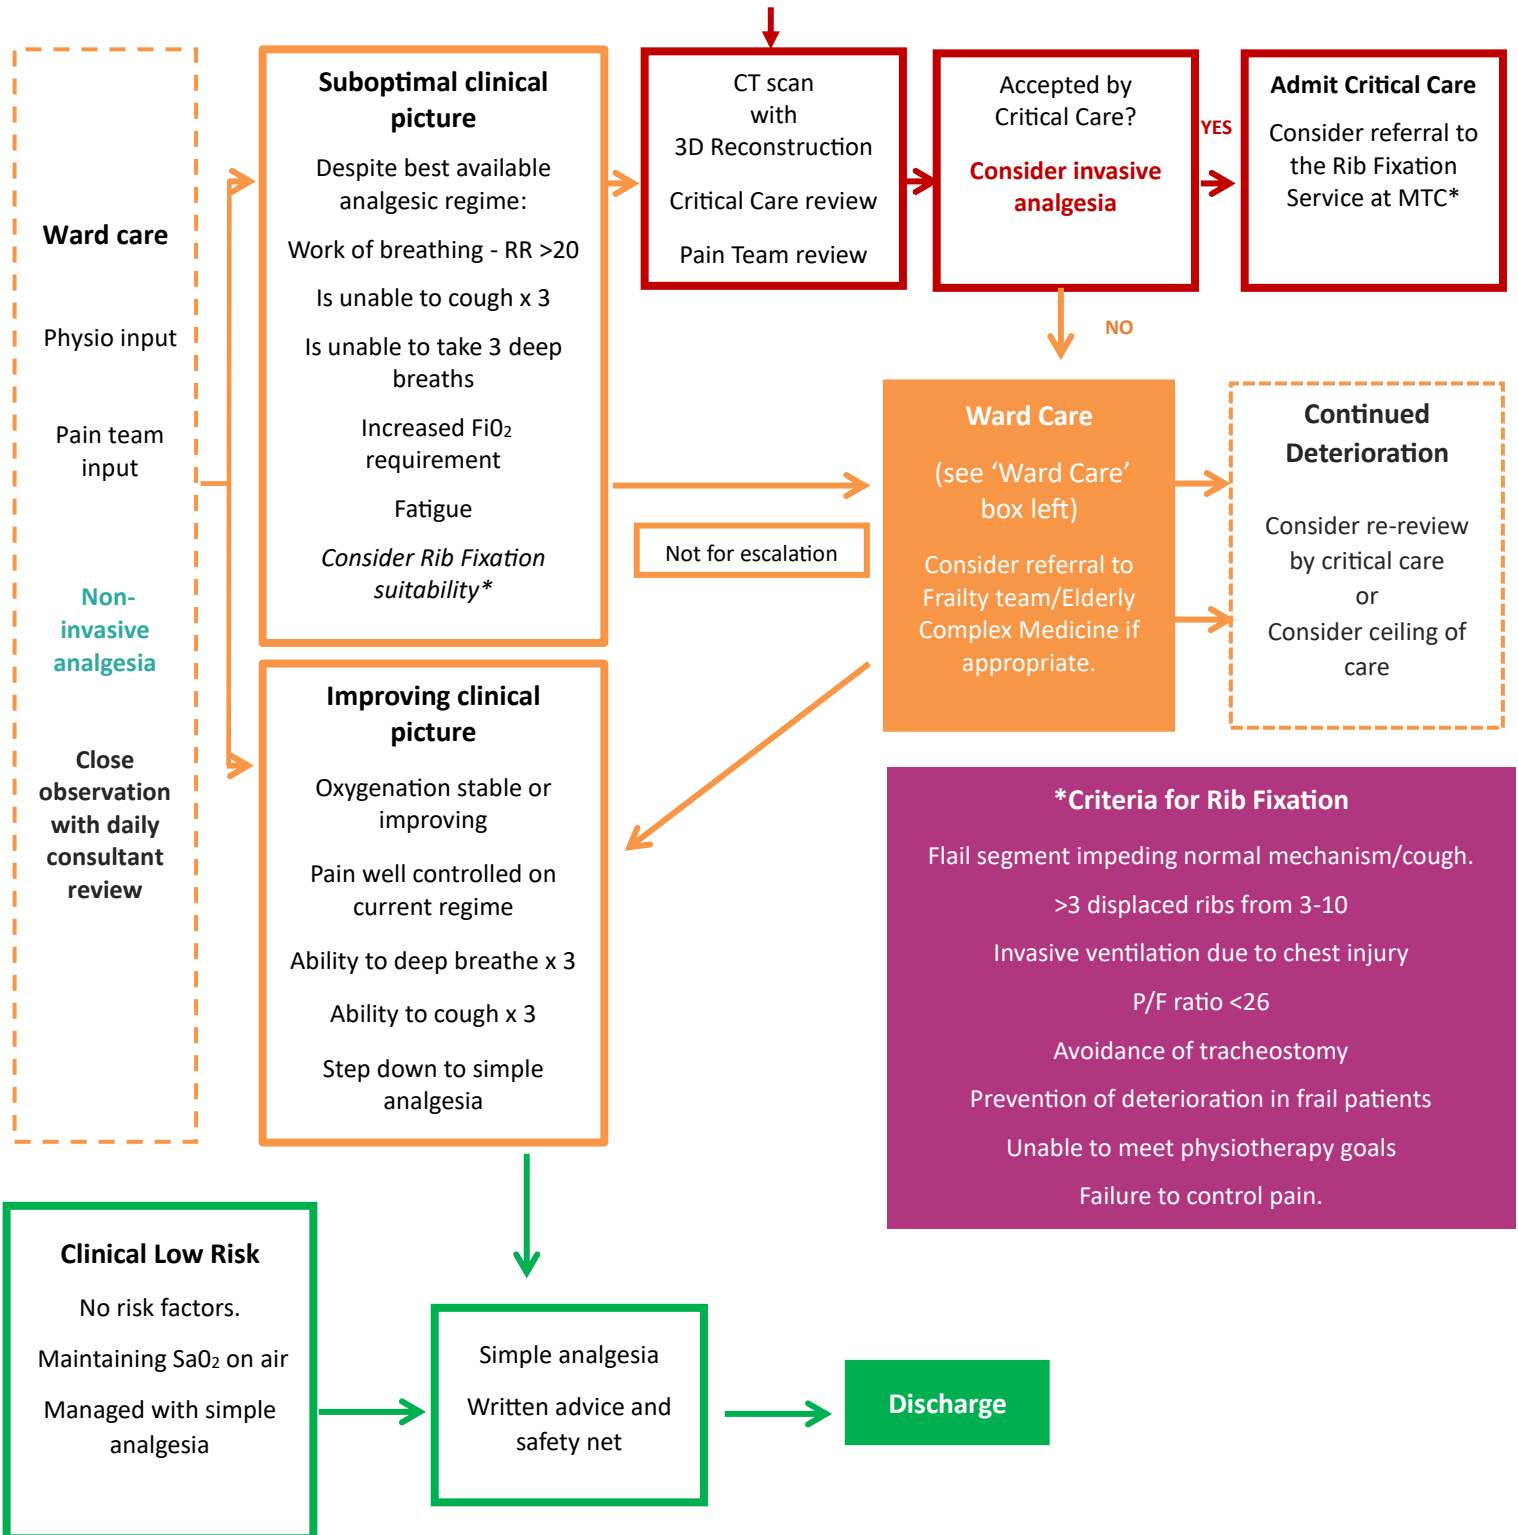 Ward care
Physio input
Pain team
input
Non-
invasive
analgesia
Close
observation
with daily
consultant
review
Suboptimal clinical
picture
Despite best available
analgesic regime:
Work of breathing - RR >20
Is unable to cough x 3
Is unable to take 3 deep
breaths
Increased Fi0₂
requirement
Fatigue
Consider Rib Fixation
suitability*
CT scan
with
3D Reconstruction
Critical Care review
Pain Team review
Accepted by
Critical Care?
Consider invasive
analgesia
YES
Admit Critical Care
Consider referral to
the Rib Fixation
Service at MTC*
NO
Not for escalation
Ward Care
(see ‘Ward Care’
box left)
Consider referral to
Frailty team/Elderly
Complex Medicine if
appropriate.
Continued
Deterioration
Consider re-review
by critical care
or
Consider ceiling of
care
Improving clinical
picture
Oxygenation stable or
improving
Pain well controlled on
current regime
Ability to deep breathe x 3
Ability to cough x 3
Step down to simple
analgesia
*Criteria for Rib Fixation
Flail segment impeding normal mechanism/cough.
>3 displaced ribs from 3-10
Invasive ventilation due to chest injury
P/F ratio <26
Avoidance of tracheostomy
Prevention of deterioration in frail patients
Unable to meet physiotherapy goals
Failure to control pain.
Clinical Low Risk
No risk factors.
Maintaining Sa0₂ on air
Managed with simple
analgesia
Simple analgesia
Written advice and
safety net
Discharge